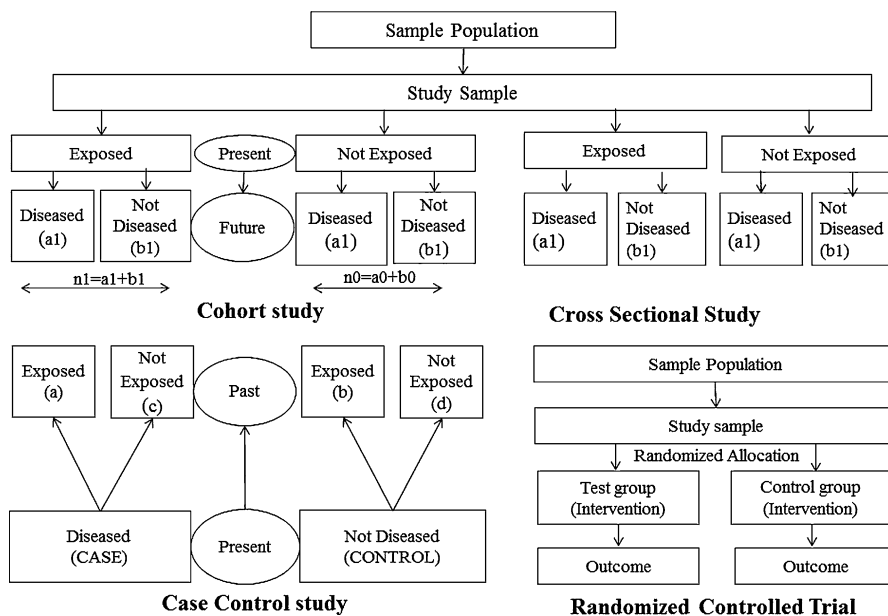 Sample Population
Study Sample
Exposed
Present
Not Exposed
Diseased
(a1)
Not
Diseased
(b1)
Future
Diseased
(a1)
Not
Diseased
(b1)
n1=a1+b1
n0=a0+b0
Cohort study
Exposed
Not Exposed
Diseased
(a1)
Not
Diseased
(b1)
Diseased
(a1)
Not
Diseased
(b1)
Cross Sectional Study
Exposed
(a)
Not
Exposed
(c)
Past
Exposed
(b)
Not
Exposed
(d)
Diseased
(CASE)
Present
Not Diseased
(CONTROL)
Case Control study
Sample Population
Study sample
Randomized Allocation
Test group
(Intervention)
Control group
(Intervention)
Outcome
Outcome
Randomized Controlled Trial